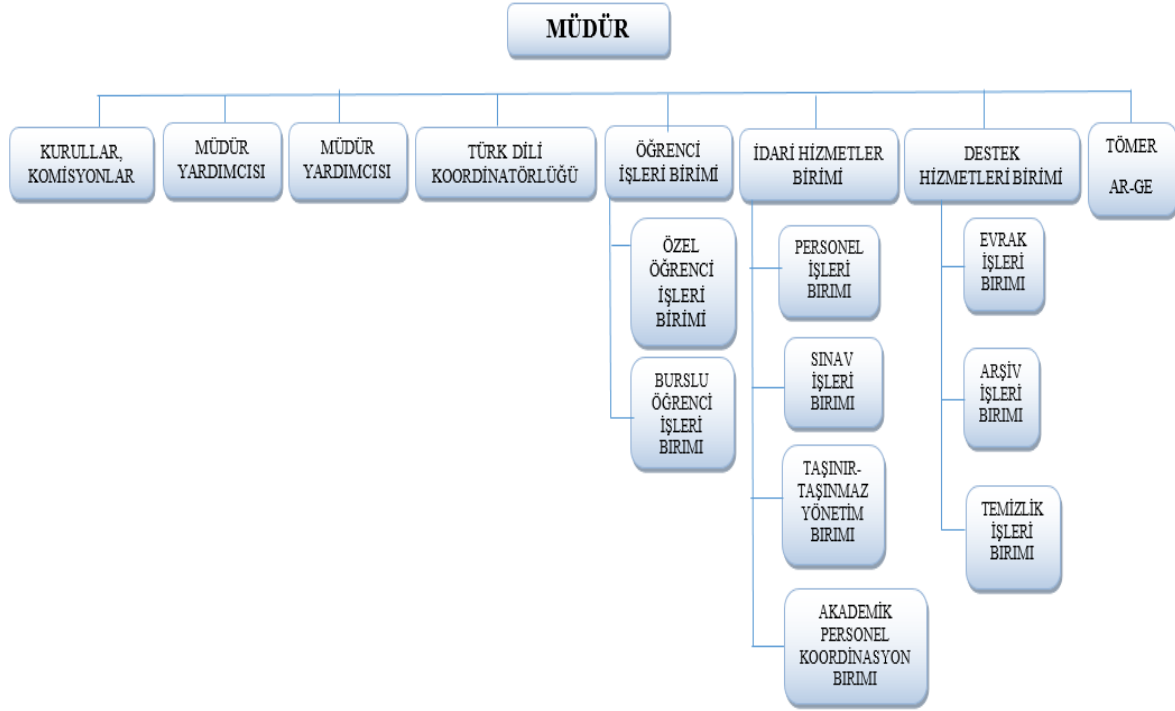 MÜDÜR
KURULLAR,
KOMİSYONLAR
MÜDÜR
YARDIMCISI
MÜDÜR
YARDIMCISI
TÜRK DİLİ
KOORDİNATÖRLÜĞÜ
ÖĞRENCİ
İŞLERİ BİRİMİ
İDARİ HİZMETLER
BİRİMİ
DESTEK
HİZMETLERİ BİRİMİ
TÖMER
AR-GE
ÖZEL
ÖĞRENCİ
İŞLERİ
BİRİMİ
BURSLU
ÖĞRENCİ
İŞLERİ
BIRIMI
PERSONEL
İŞLERİ
BIRIMI
SINAV
İŞLERİ
BIRIMI
TAŞINIR-
TAŞINMAZ
YÖNETİM
BIRIMI
AKADEMİK
PERSONEL
KOORDİNASYON
BIRIMI
EVRAK
İŞLERİ
BIRIMI
ARŞİV
İŞLERİ
BIRIMI
TEMİZLİK
İŞLERİ
BIRIMI